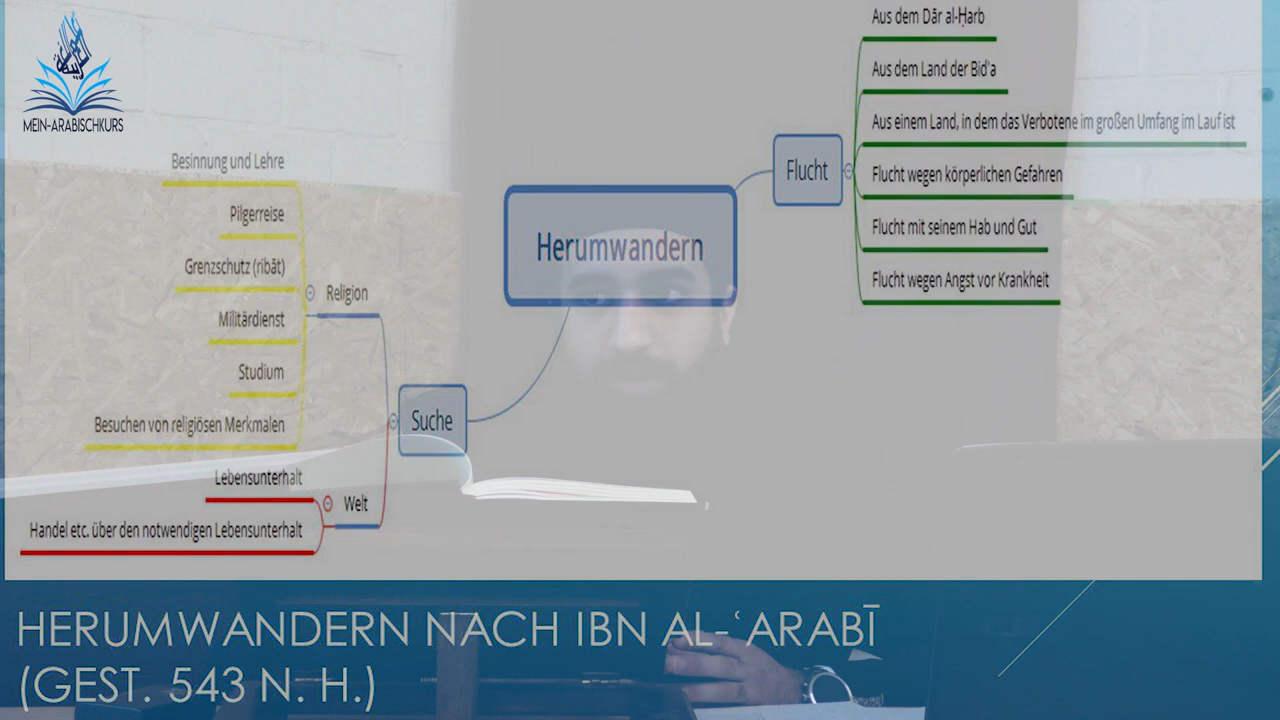 MEIN-ARABISCHKURS
Herumwandern
Flucht
Aus dem Dār al-Ḥarb
Aus dem Land der Bid'a
Aus einem Land, in dem das Verbotene im großen Umfang im Lauf ist
Flucht wegen körperlichen Gefahren
Flucht mit seinem Hab und Gut
Flucht wegen Angst vor Krankheit
Suche
Religion
Besinnung und Lehre
Pilgerreise
Grenzschutz (ribāṭ)
Militärdienst
Studium
Besuchen von religiösen Merkmalen
Welt
Lebensunterhalt
Handel etc. über den notwendigen Lebensunterhalt
HERUMWANDERN NACH IBN AL-ʿARABĪ
(GEST. 543 N. H.)